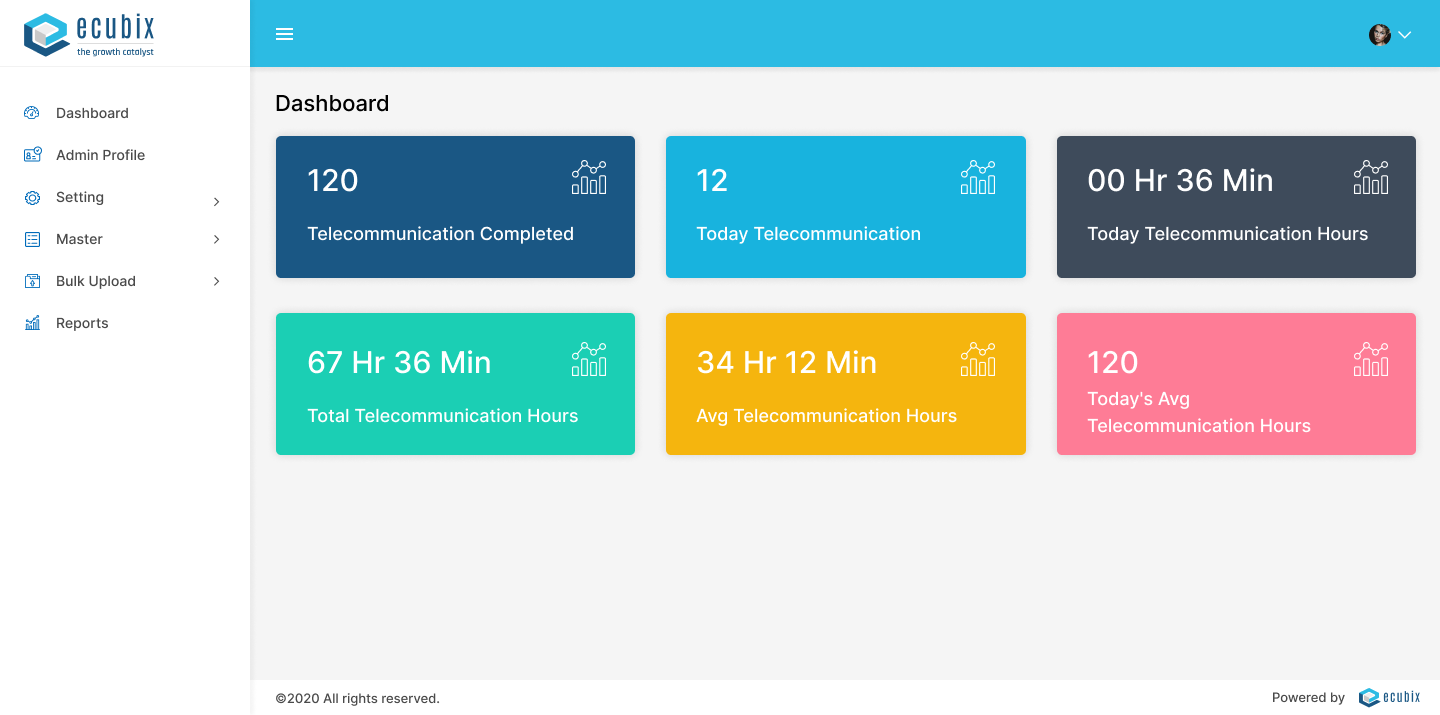 ecubix
the growth catalyst
Dashboard
Admin Profile
Setting
Master
Bulk Upload
Reports
Dashboard
120
Telecommunication Completed
12
Today Telecommunication
00 Hr 36 Min
Today Telecommunication Hours
67 Hr 36 Min
Total Telecommunication Hours
34 Hr 12 Min
Avg Telecommunication Hours
120
Today's Avg
Telecommunication Hours
©2020 All rights reserved.
Powered by ecubix